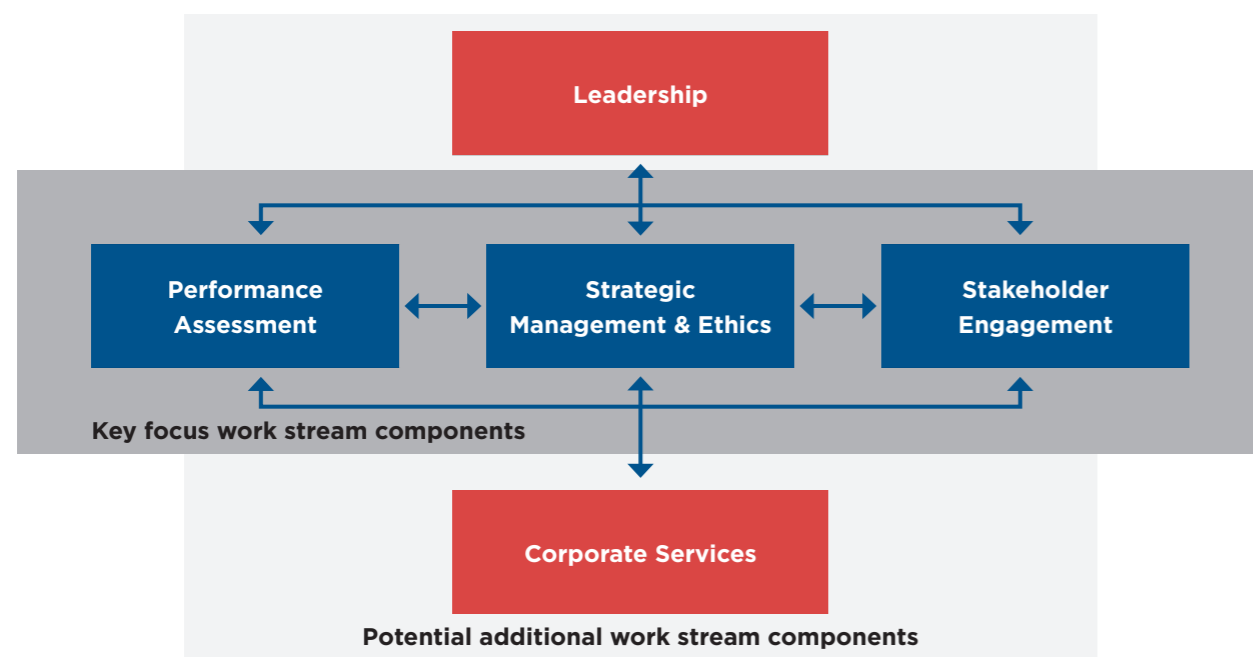 Leadership
Performance
Assessment
Strategic
Management & Ethics
Stakeholder
Engagement
Key focus work stream components
Corporate Services
Potential additional work stream components